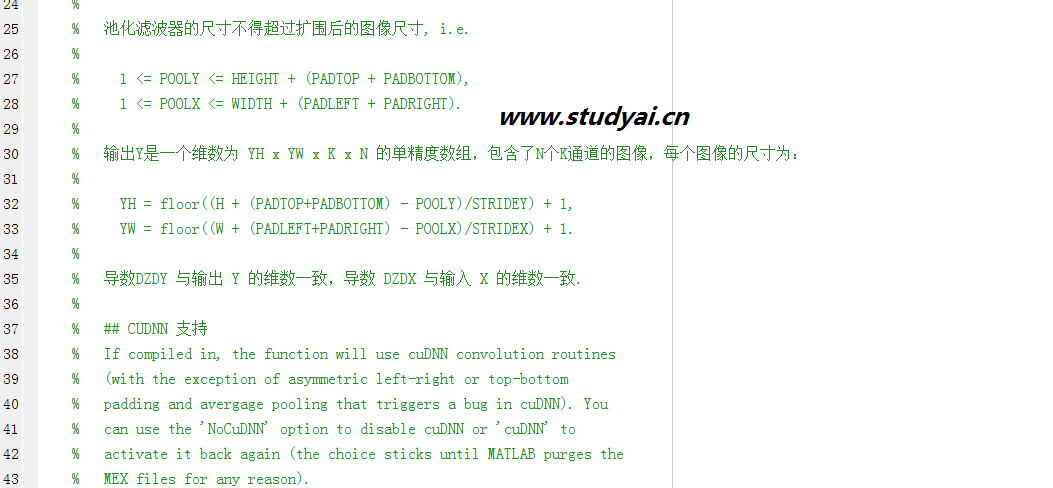 24 %
25 % 池化滤波器的尺寸不得超过扩围后的图像尺寸, i.e.
26 %
27 % 1 <= POOLY <= HEIGHT + (PADTOP + PADBOTTOM),
28 % 1 <= POOLX <= WIDTH + (PADLEFT + PADRIGHT).
www.studyai.cn
29 %
30 % 输出Y是一个维数为 YH x YW x K x N 的单精度数组，包含了N个K通道的图像，每个图像的尺寸为：
31 %
32 % YH = floor((H + (PADTOP+PADBOTTOM) - POOLY)/STRIDEY) + 1,
33 % YW = floor((W + (PADLEFT+PADRIGHT) - POOLX)/STRIDEX) + 1.
34 %
35 % 导数DZDY 与输出 Y 的维数一致，导数 DZDX 与输入 X 的维数一致.
36 %
37 % ## CUDNN 支持
38 % If compiled in, the function will use cuDNN convolution routines
39 % (with the exception of asymmetric left-right or top-bottom
40 % padding and avergage pooling that triggers a bug in cuDNN). You
41 % can use the 'NoCuDNN' option to disable cuDNN or 'cuDNN' to
42 % activate it back again (the choice sticks until MATLAB purges the
43 % MEX files for any reason).